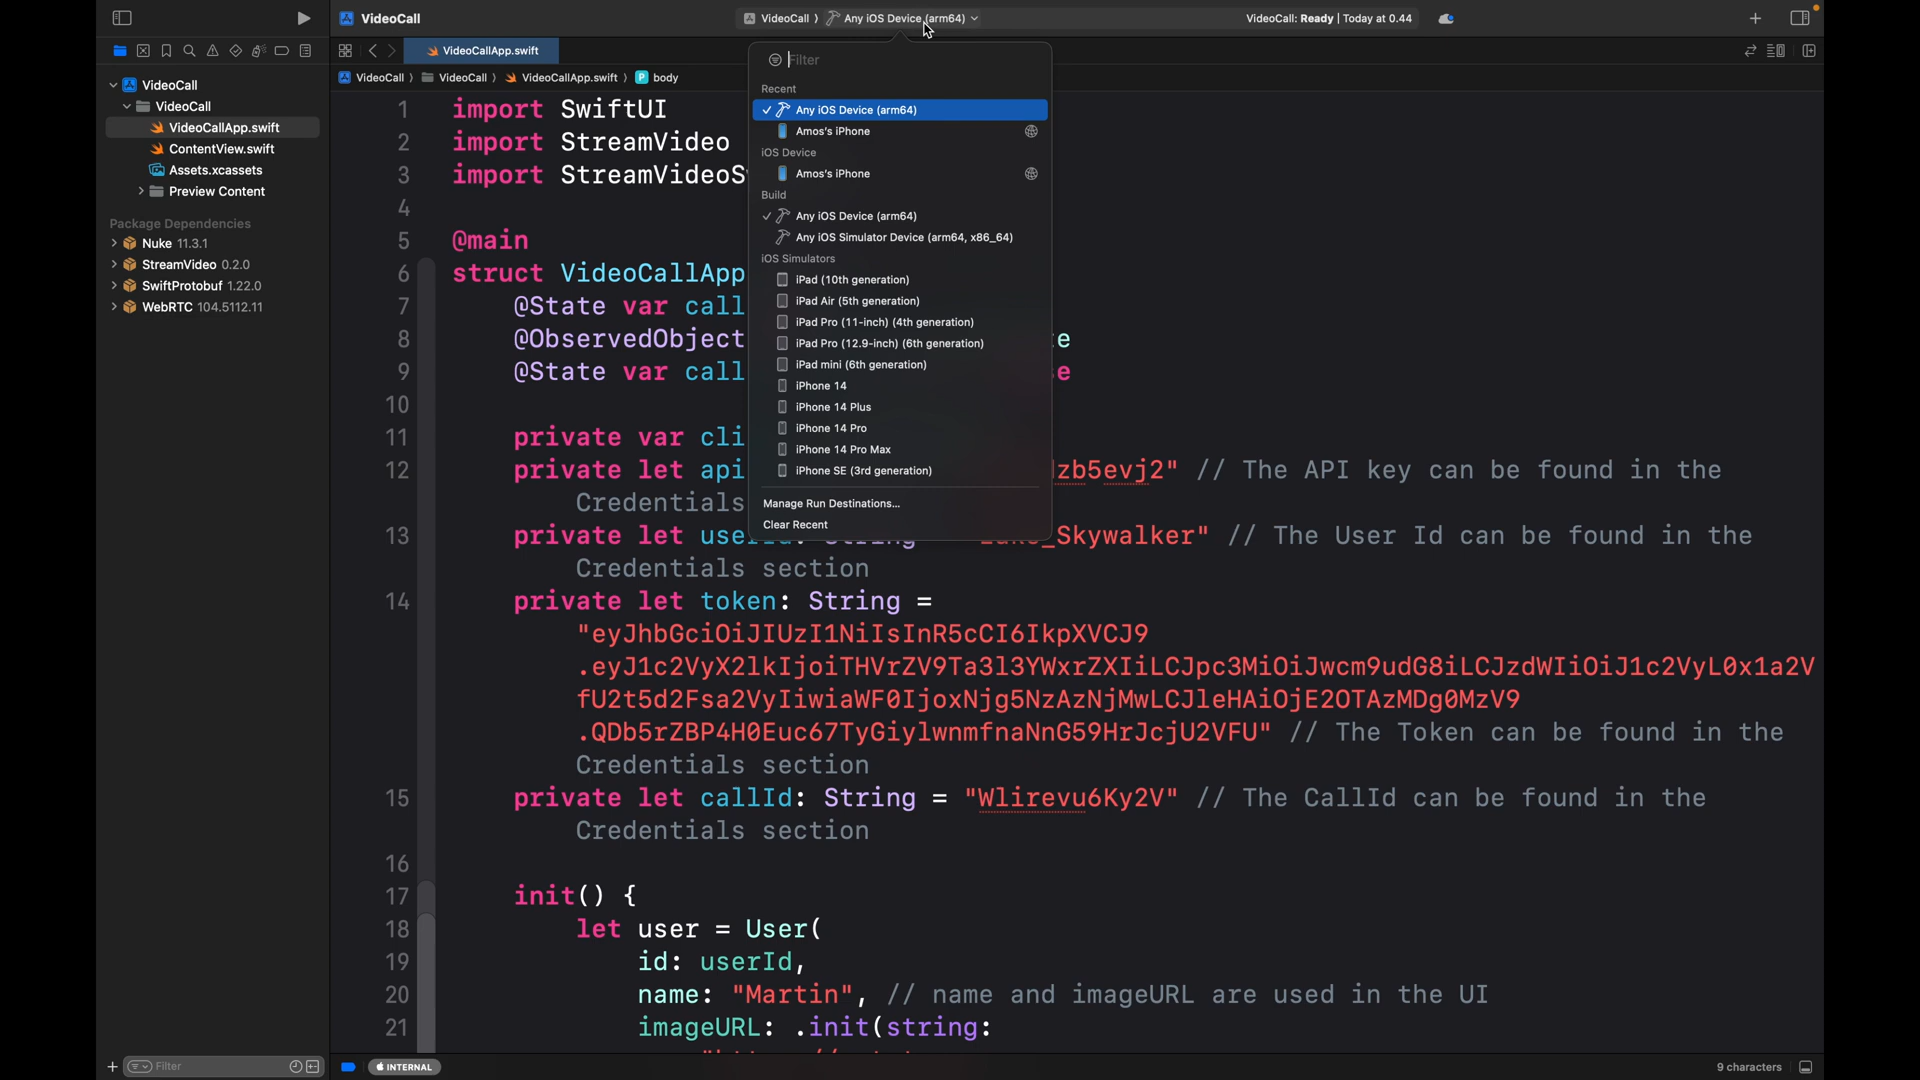 VideoCall
VideoCall 〉 Any iOS Device (arm64)
VideoCall: Ready | Today at 0.44
VideoCallApp.swift
VideoCall 〉 VideoCall 〉 VideoCallApp.swift 〉 P body
VideoCall
VideoCall
VideoCallApp.swift
ContentView.swift
Assets.xcassets
Preview Content
Package Dependencies
Nuke 11.3.1
StreamVideo 0.2.0
SwiftProtobuf 1.22.0
WebRTC 104.5112.11
Filter
Filter
Recent
Any iOS Device (arm64)
Amos's iPhone
iOS Device
Amos's iPhone
Build
Any iOS Device (arm64)
Any iOS Simulator Device (arm64, x86_64)
iOS Simulators
iPad (10th generation)
iPad Air (5th generation)
iPad Pro (11-inch) (4th generation)
iPad Pro (12.9-inch) (6th generation)
iPad mini (6th generation)
iPhone 14
iPhone 14 Plus
iPhone 14 Pro
iPhone 14 Pro Max
iPhone SE (3rd generation)
Manage Run Destinations...
Clear Recent
1 import SwiftUI
2 import StreamVideo
3 import StreamVideoS
4
5 @main
6 struct VideoCallApp
7 @State var call
8 @ObservedObject e
9 @State var call e
10
11 private var cli
12 private let api zb5evj2" // The API key can be found in the
Credentials
13 private let userId: String _Skywalker" // The User Id can be found in the
Credentials section
14 private let token: String =
"eyJhbGciOiJIUzI1NiIsInR5cCI6IkpXVCJ9
.eyJ1c2VyX2lkIjoiTHVrZV9Ta3l3YWxrZXIiLCJpc3MiOiJwcm9udG8iLCJzdWIiOiJ1c2VyL0x1a2V
fU2t5d2Fsa2VyIiwiaWF0IjoxNjg5NzAzNjMwLCJleHAiOjE2OTAzMDg0MzV9
.QDb5rZBP4H0Euc67TyGiylwnmfnaNnG59HrJcjU2VFU" // The Token can be found in the
Credentials section
15 private let callId: String = "Wlirevu6Ky2V" // The CallId can be found in the
Credentials section
16
17 init() {
18 let user = User(
19 id: userId,
20 name: "Martin", // name and imageURL are used in the UI
21 imageURL: .init(string:
INTERNAL
9 characters